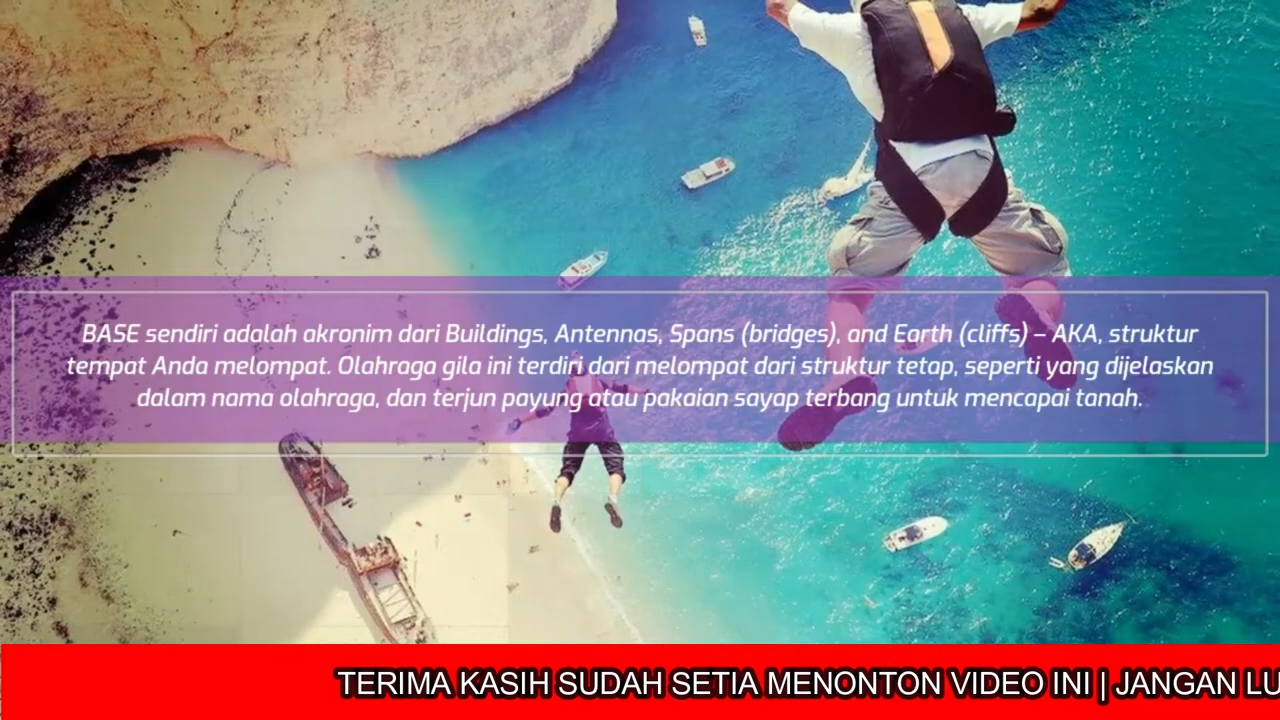 BASE sendiri adalah akronim dari Buildings, Antennas, Spans (bridges), and Earth (cliffs) – AKA, struktur
tempat Anda melompat. Olahraga gila ini terdiri dari melompat dari struktur tetap, seperti yang dijelaskan
dalam nama olahraga, dan terjun payung atau pakaian sayap terbang untuk mencapai tanah.
TERIMA KASIH SUDAH SETIA MENONTON VIDEO INI | JANGAN LU